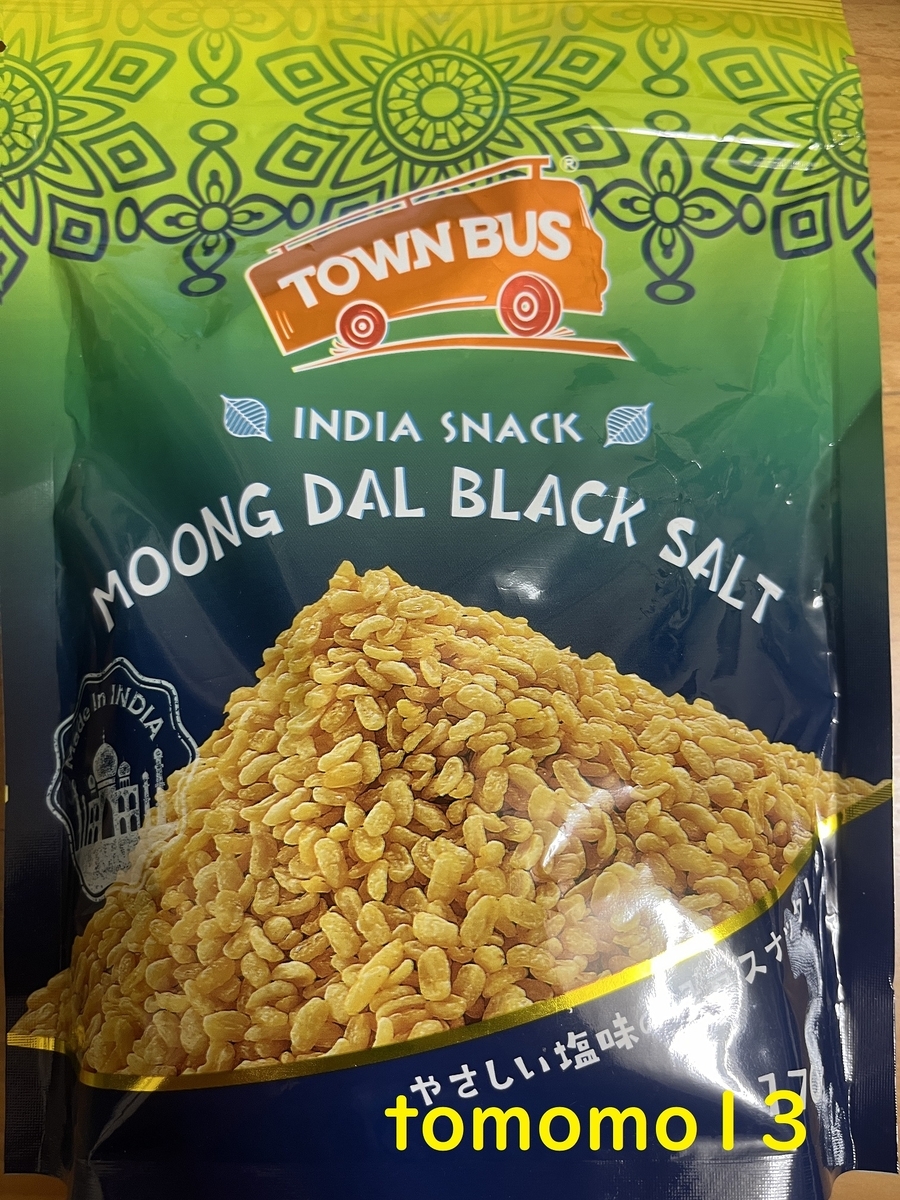 TOWN BUS
®
INDIA SNACK
MOONG DAL BLACK SALT
Made In INDIA
やさしい塩味の
tomomo13